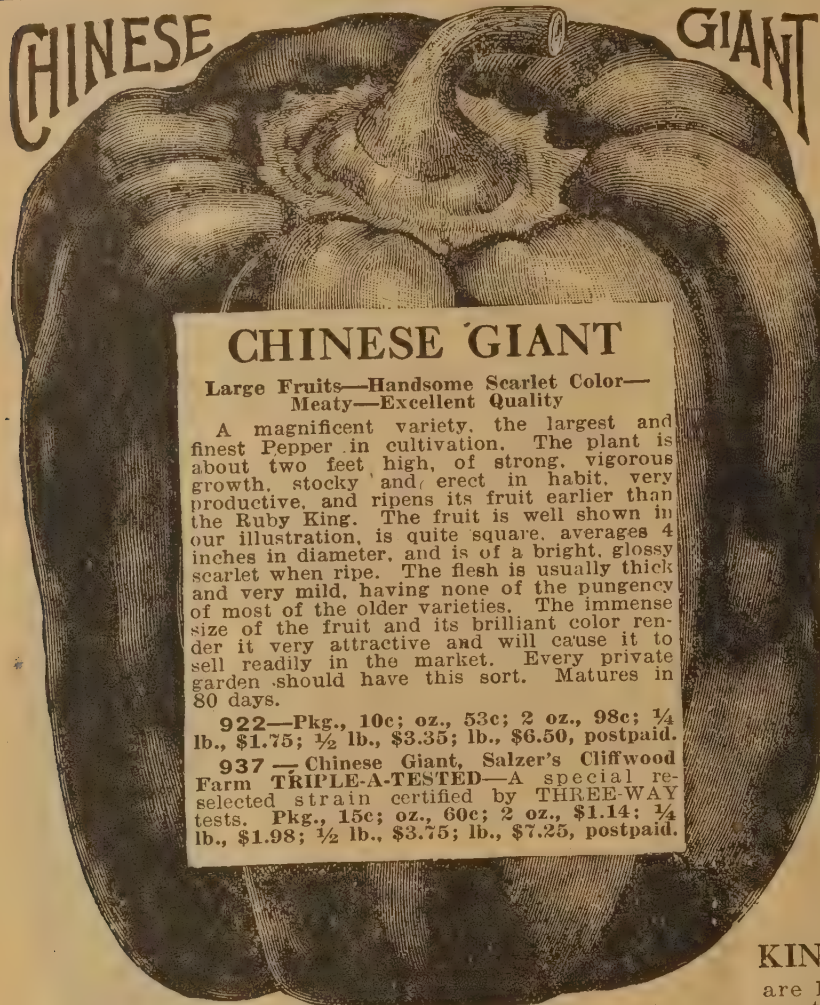 CHINESE GIANT
CHINESE GIANT
Large Fruits—Handsome Scarlet Color—
Meaty—Excellent Quality
A magnificent variety, the largest and
finest Pepper in cultivation. The plant is
about two feet high, of strong, vigorous
growth, stocky and erect in habit, very
productive, and ripens its fruit earlier than
the Ruby King. The fruit is well shown in
our illustration, is quite square, averages 4
inches in diameter, and is of a bright, glossy
scarlet when ripe. The flesh is usually thick
and very mild, having none of the pungency
of most of the older varieties. The immense
size of the fruit and its brilliant color ren-
der it very attractive and will cause it to
sell readily in the market. Every private
garden should have this sort. Matures in
80 days.
922—Pkg., 10c; oz., 53c; 2 oz., 98c; ¼
lb., $1.75; ½ lb., $3.35; lb., $6.50, postpaid.
937 — Chinese Giant, Salzer's Cliffwood
Farm TRIPLE-A-TESTED—A special re-
selected strain certified by THREE-WAY
tests. Pkg., 15c; oz., 60c; 2 oz., $1.14; ¼
lb., $1.98; ½ lb., $3.75; lb., $7.25, postpaid.
KIN
are